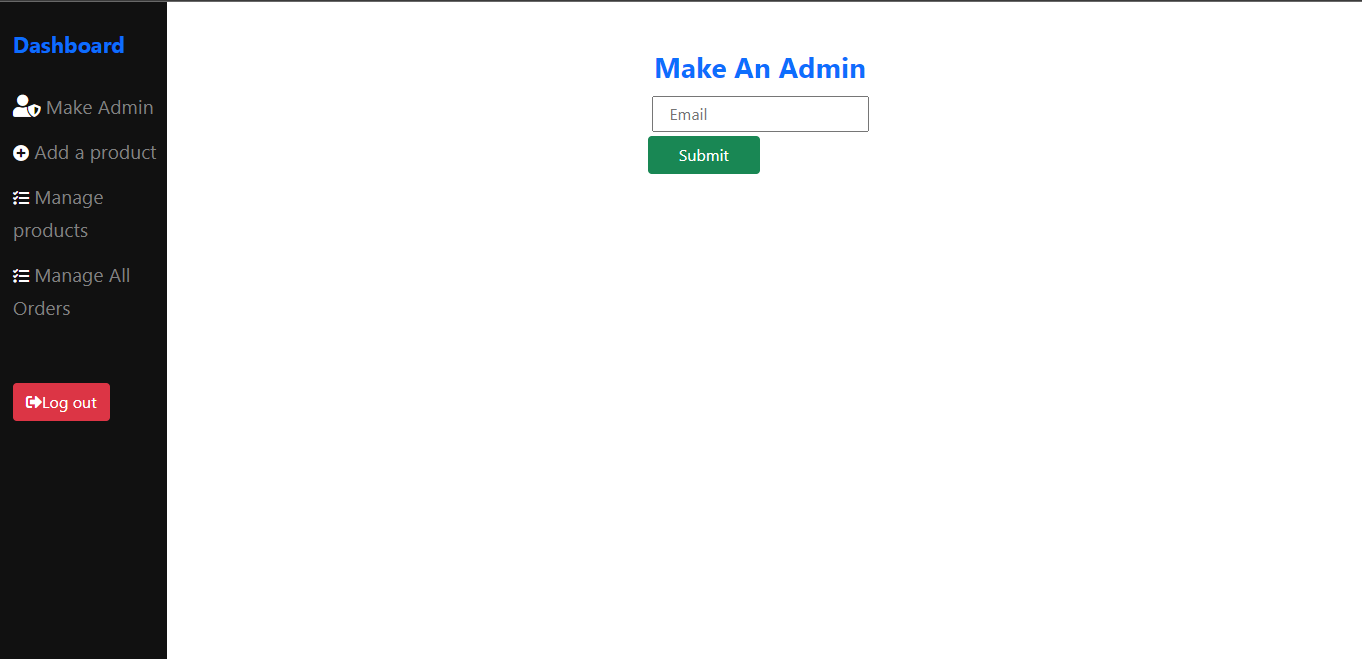 Dashboard
Make Admin
Add a product
Manage
products
Manage All
Orders
Log out
Make An Admin
Email
Submit